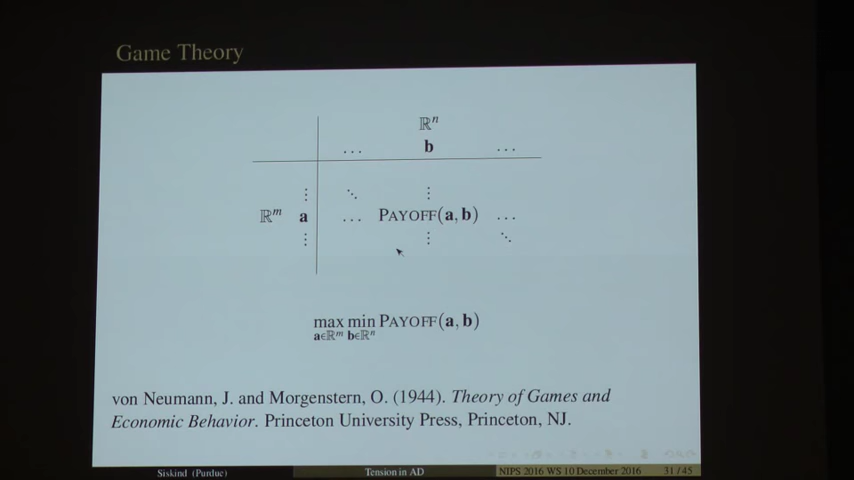 Game Theory
ℝⁿ
... b ...
⋮ ⋱ ⋮
ℝᵐ a ... PAYOFF(a, b) ...
⋮ ⋮ ⋱
max min PAYOFF(a, b)
a∈ℝᵐ b∈ℝⁿ
von Neumann, J. and Morgenstern, O. (1944). Theory of Games and
Economic Behavior. Princeton University Press, Princeton, NJ.
Siskind (Purdue) Tension in AD NIPS 2016 WS 10 December 2016 31 / 45